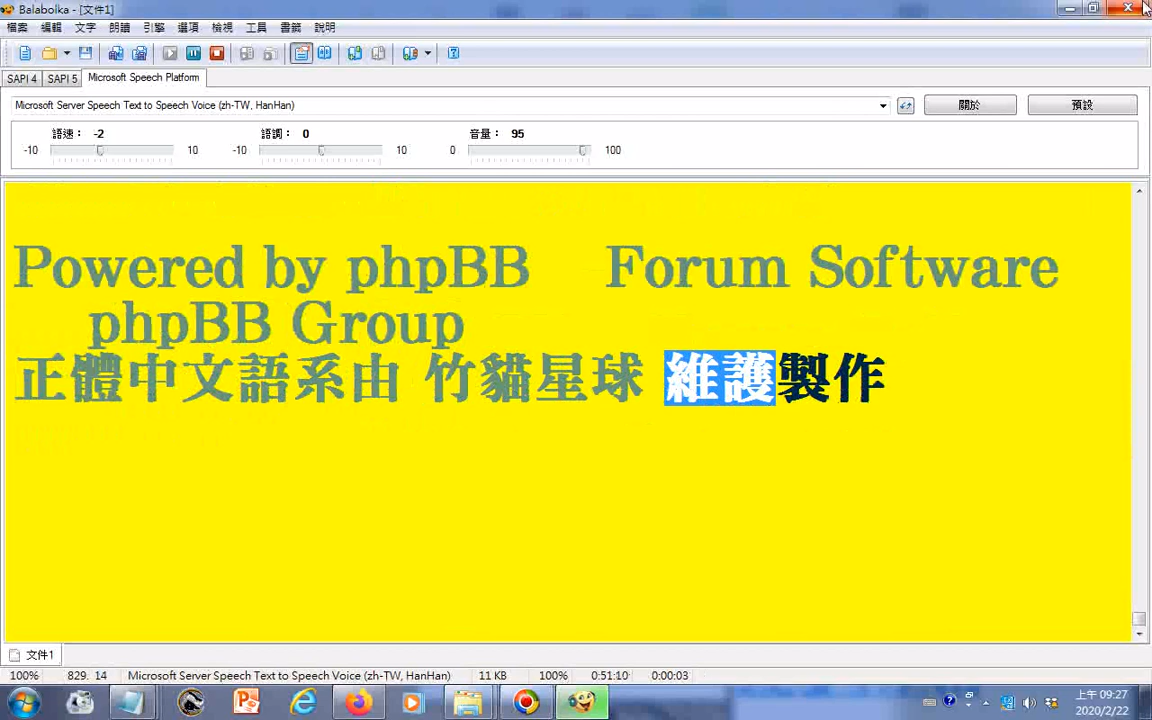 Balabolka - [文件1]
檔案 編輯 文字 朗讀 引擎 選項 檢視 工具 書籤 說明
SAPI 4 SAPI 5 Microsoft Speech Platform
Microsoft Server Speech Text to Speech Voice (zh-TW, HanHan) 關於 預設
語速： -2 語調： 0 音量： 95
-10 10 -10 10 0 100
Powered by phpBB Forum Software
phpBB Group
正體中文語系由 竹貓星球 維護製作
文件1
100% 829. 14 Microsoft Server Speech Text to Speech Voice (zh-TW, HanHan) 11 KB 100% 0:51:10 0:00:03
上午 09:27
2020/2/22